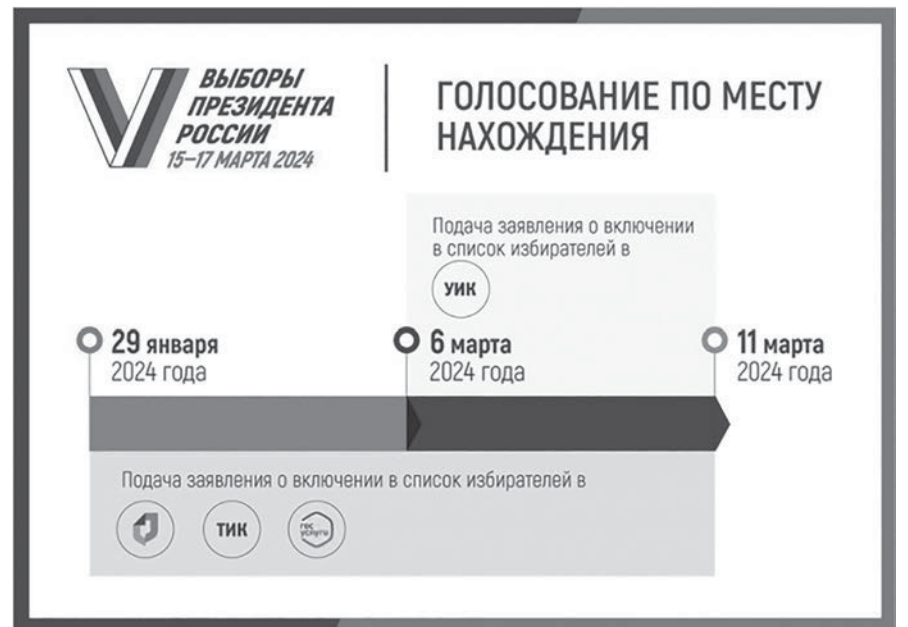 ВЫБОРЫ
ПРЕЗИДЕНТА
РОССИИ
15–17 МАРТА 2024
ГОЛОСОВАНИЕ ПО МЕСТУ
НАХОЖДЕНИЯ
Подача заявления о включении
в список избирателей в
УИК
29 января
2024 года
6 марта
2024 года
11 марта
2024 года
Подача заявления о включении в список избирателей в
ТИК
гос
услуги